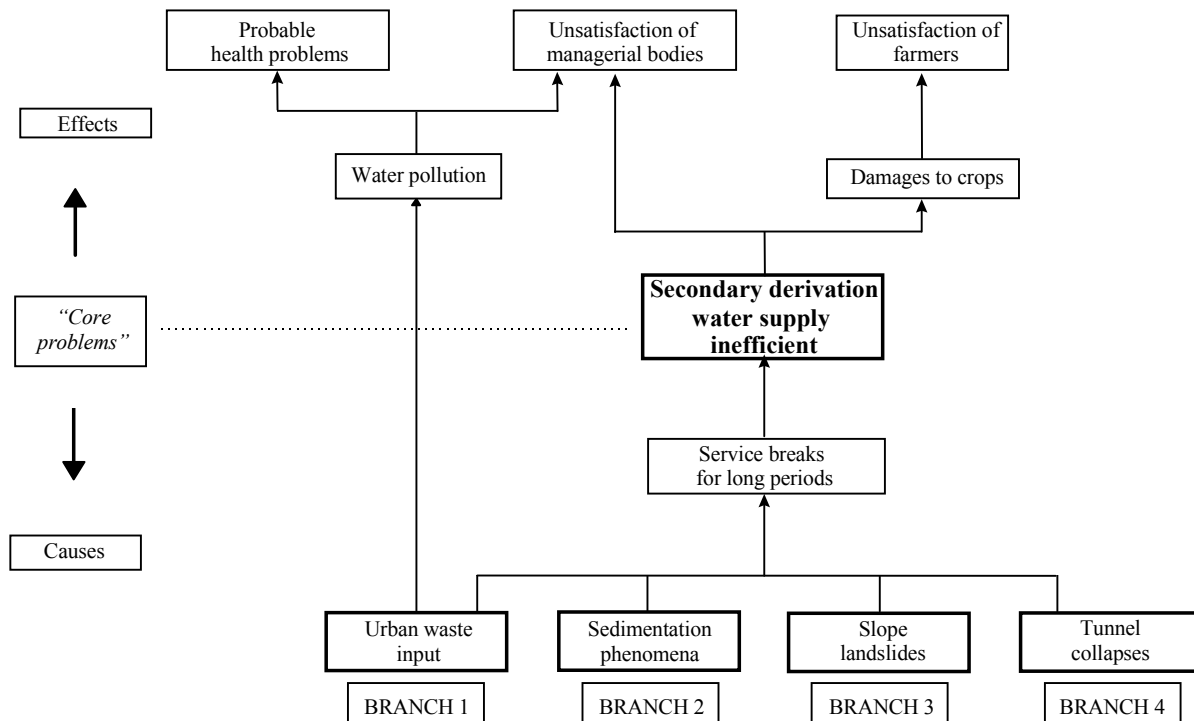 Probable
health problems
Unsatisfaction of
managerial bodies
Unsatisfaction of
farmers
Effects
Water pollution
Damages to crops
“Core
problems”
Secondary derivation
water supply
inefficient
Service breaks
for long periods
Causes
Urban waste
input
Sedimentation
phenomena
Slope
landslides
Tunnel
collapses
BRANCH 1
BRANCH 2
BRANCH 3
BRANCH 4